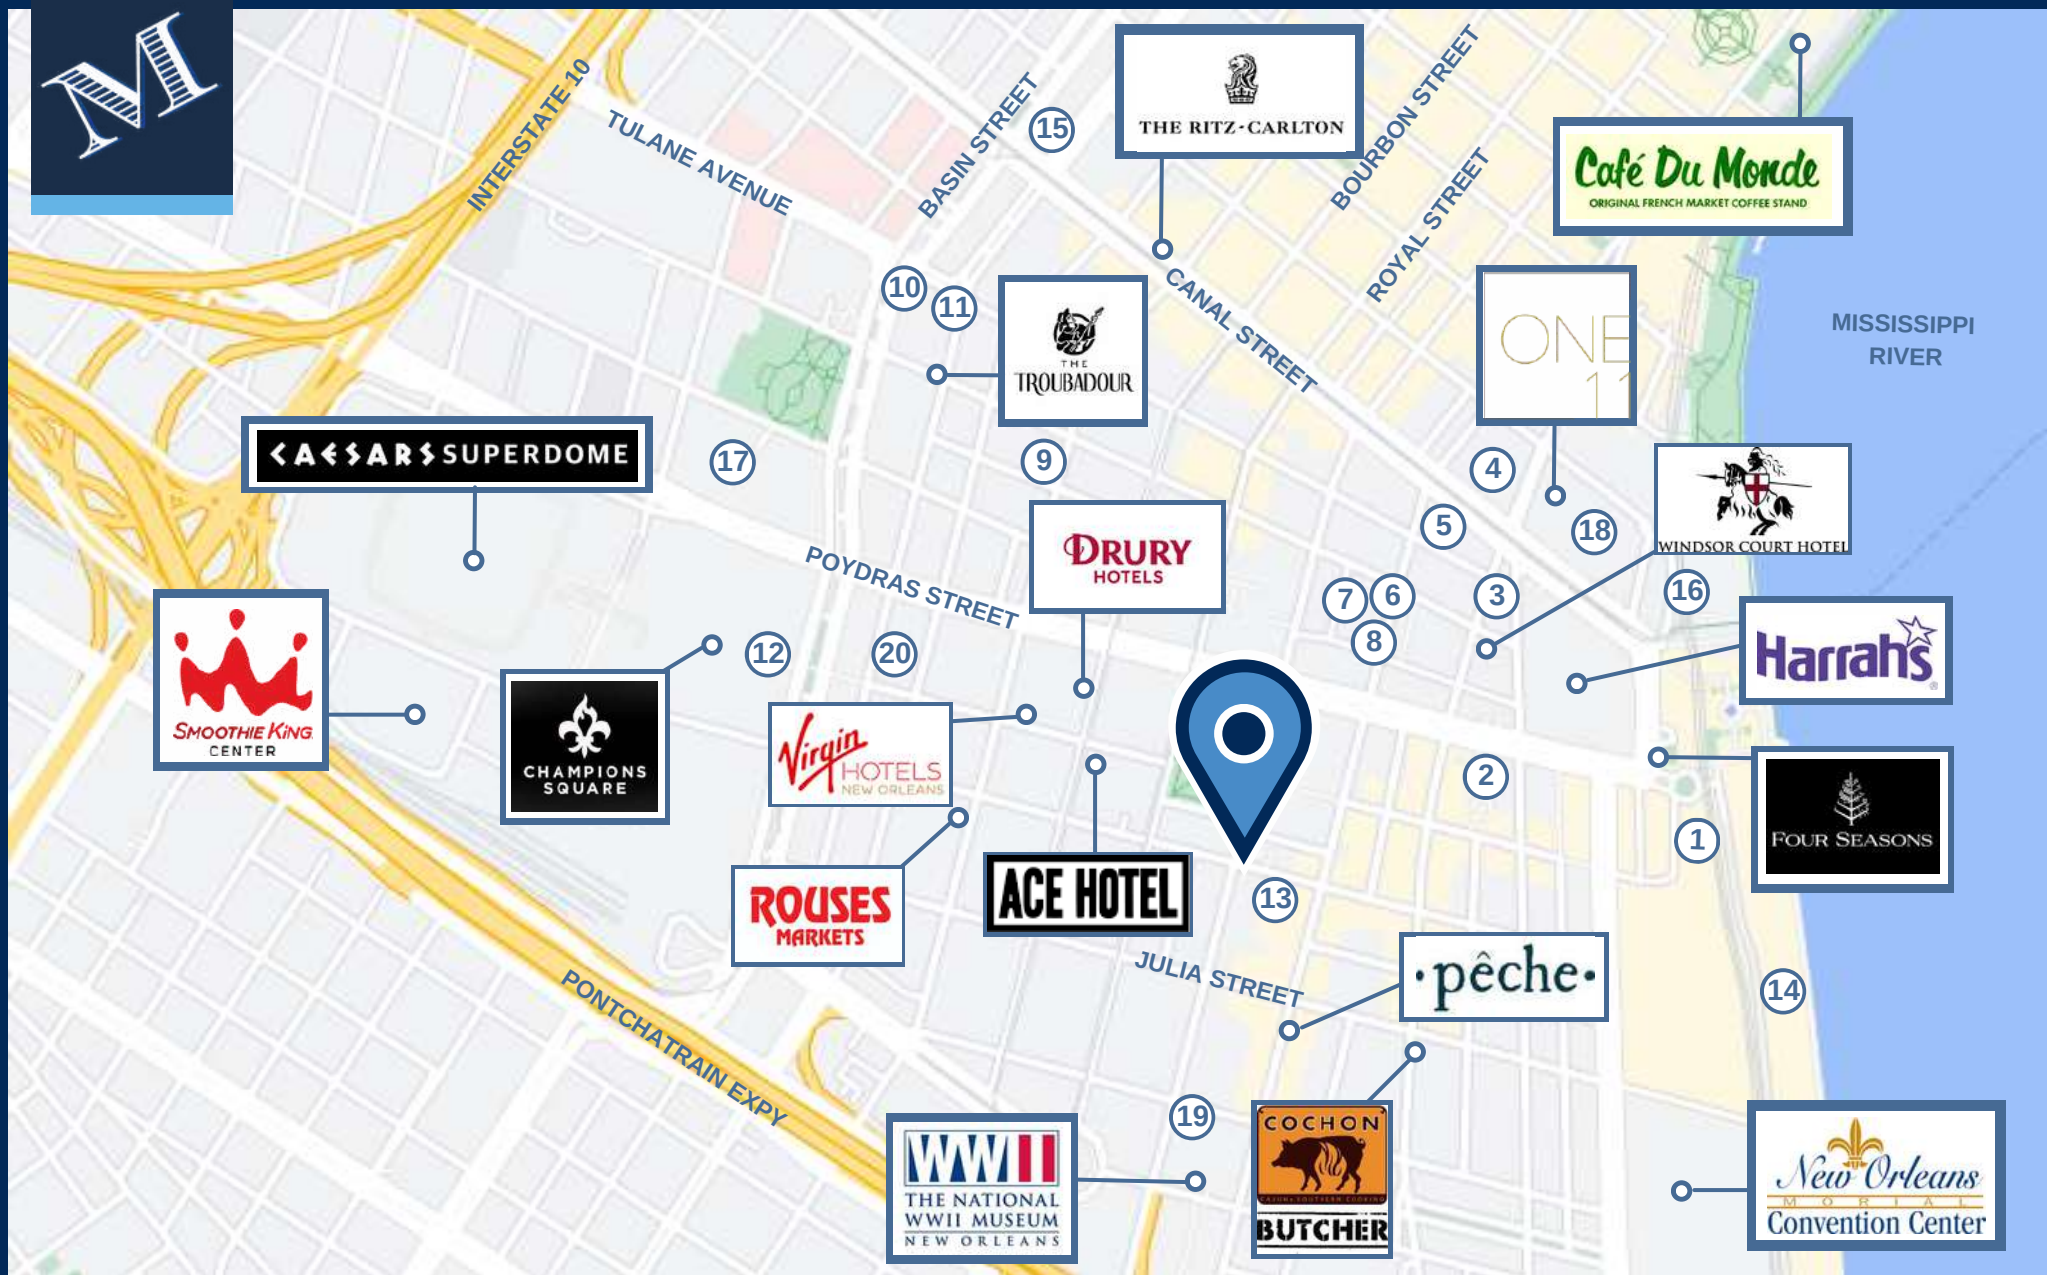 M
INTERSTATE 10
TULANE AVENUE
BASIN STREET
15
THE RITZ-CARLTON
BOURBON STREET
ROYAL STREET
Café Du Monde
ORIGINAL FRENCH MARKET COFFEE STAND
10
11
THE
TROUBADOUR
CANAL STREET
ONE
11
MISSISSIPPI
RIVER
CAESARS SUPERDOME
17
9
4
5
18
WINDSOR COURT HOTEL
POYDRAS STREET
DRURY
HOTELS
7
6
3
16
8
SMOOTHIE KING
CENTER
12
20
Harrah's
®
CHAMPIONS
SQUARE
Virgin
HOTELS
NEW ORLEANS
2
1
FOUR SEASONS
ROUSES
MARKETS
ACE HOTEL
13
JULIA STREET
·pêche·
14
PONTCHATRAIN EXPY
19
COCHON
CAJUN & SOUTHERN COOKING
BUTCHER
WWII
THE NATIONAL
WWII MUSEUM
NEW ORLEANS
New Orleans
MORIAL
Convention Center